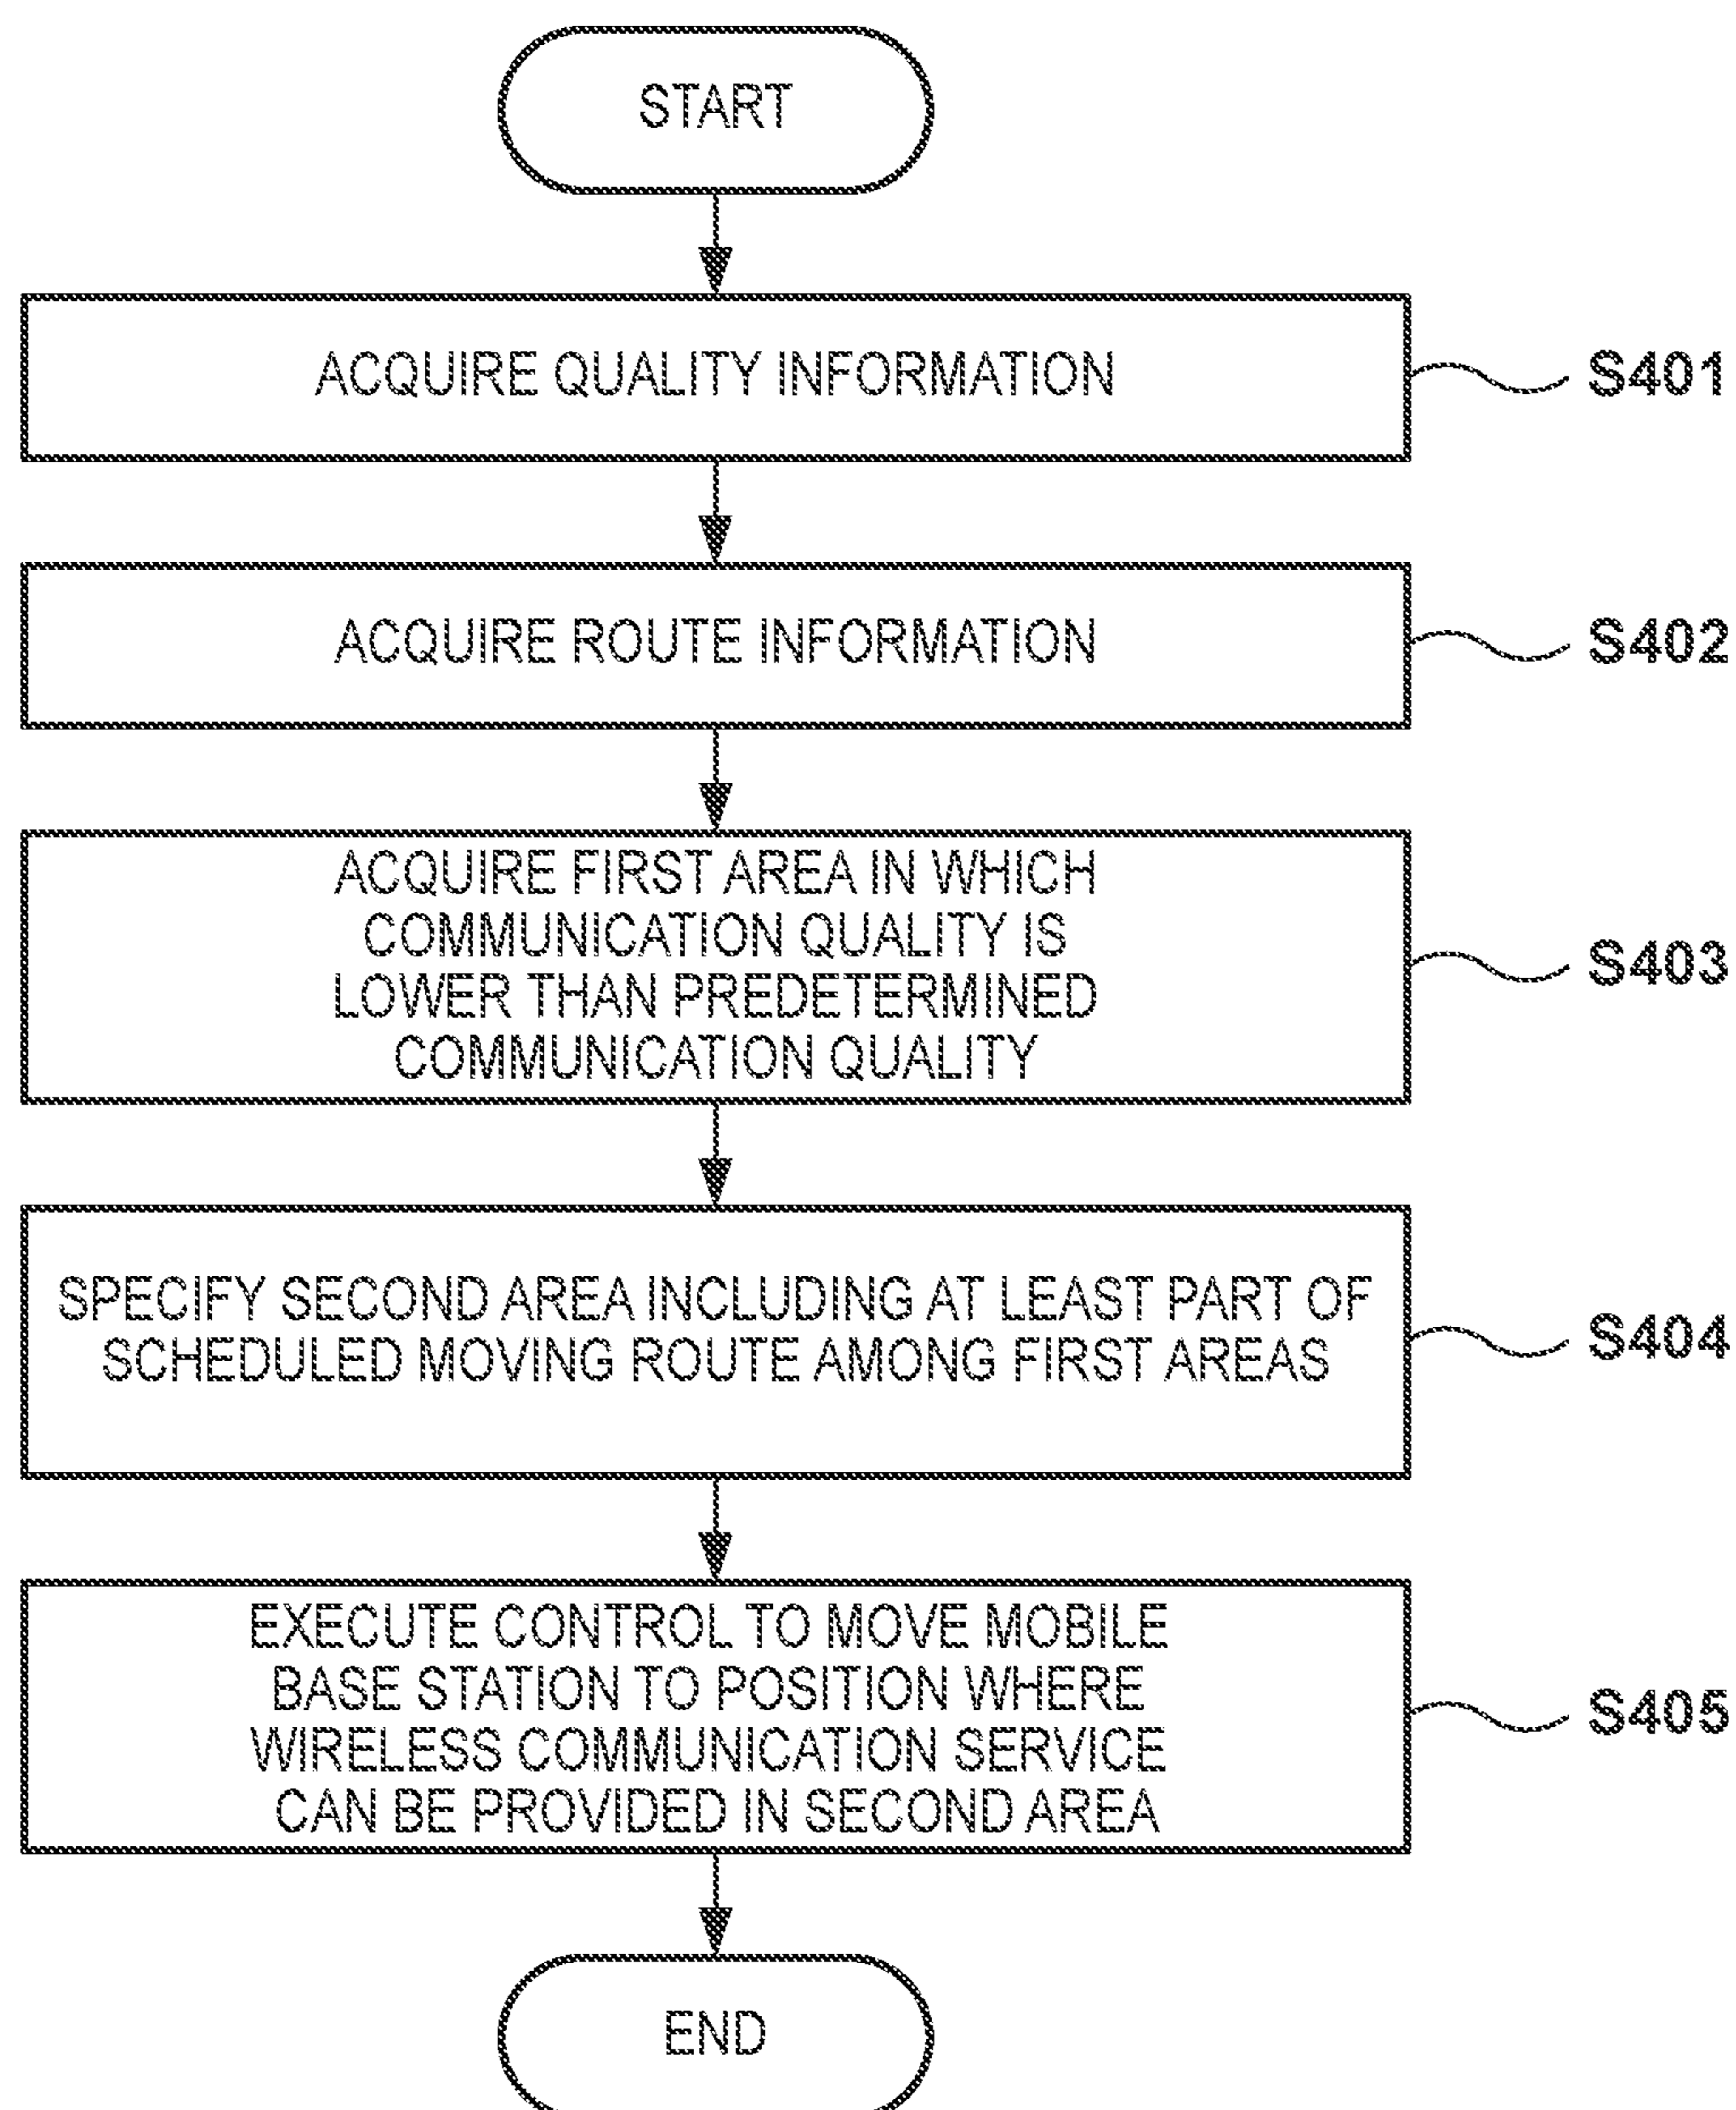 START
ACQUIRE QUALITY INFORMATION
S401
ACQUIRE ROUTE INFORMATION
S402
ACQUIRE FIRST AREA IN WHICH
COMMUNICATION QUALITY IS
LOWER THAN PREDETERMINED
COMMUNICATION QUALITY
S403
SPECIFY SECOND AREA INCLUDING AT LEAST PART OF
SCHEDULED MOVING ROUTE AMONG FIRST AREAS
S404
EXECUTE CONTROL TO MOVE MOBILE
BASE STATION TO POSITION WHERE
WIRELESS COMMUNICATION SERVICE
CAN BE PROVIDED IN SECOND AREA
S405
END